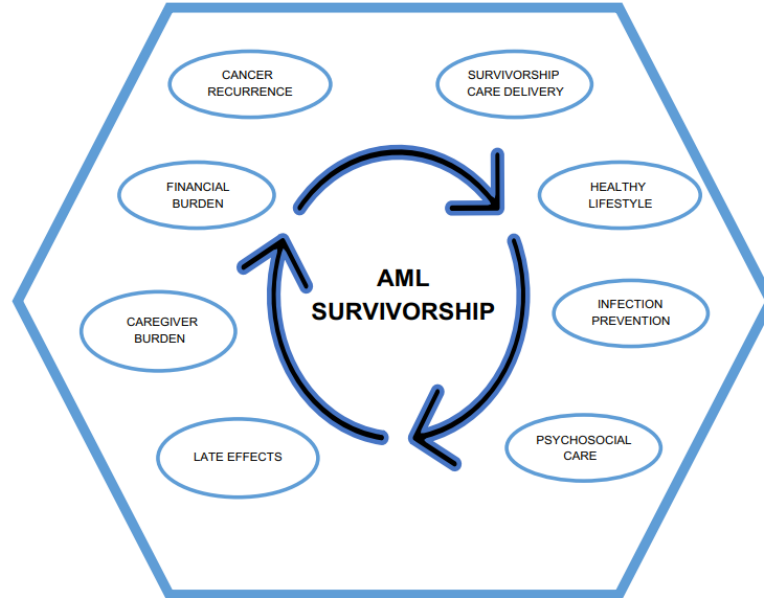 CANCER
RECURRENCE
SURVIVORSHIP
CARE DELIVERY
FINANCIAL
BURDEN
HEALTHY
LIFESTYLE
AML
SURVIVORSHIP
INFECTION
PREVENTION
CAREGIVER
BURDEN
LATE EFFECTS
PSYCHOSOCIAL
CARE